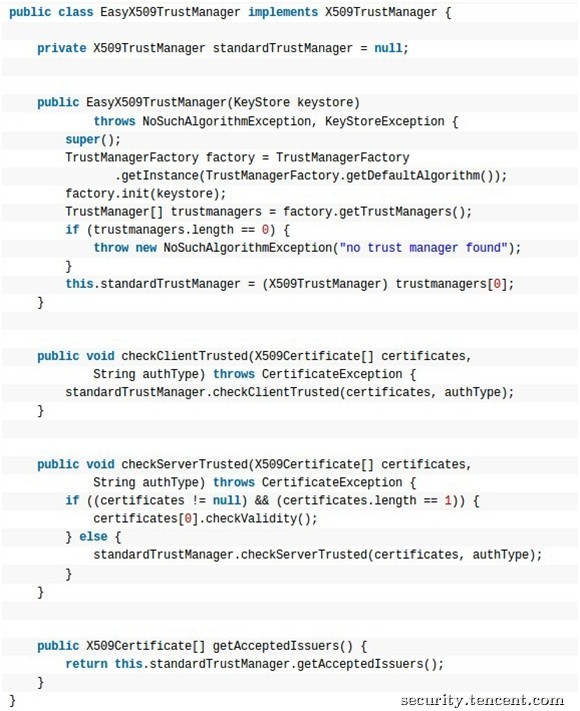 public class EasyX509TrustManager implements X509TrustManager {
private X509TrustManager standardTrustManager = null;
public EasyX509TrustManager(KeyStore keystore)
throws NoSuchAlgorithmException, KeyStoreException {
super();
TrustManagerFactory factory = TrustManagerFactory
.getInstance(TrustManagerFactory.getDefaultAlgorithm());
factory.init(keystore);
TrustManager[] trustmanagers = factory.getTrustManagers();
if (trustmanagers.length == 0) {
throw new NoSuchAlgorithmException("no trust manager found");
}
this.standardTrustManager = (X509TrustManager) trustmanagers[0];
}
public void checkClientTrusted(X509Certificate[] certificates,
String authType) throws CertificateException {
standardTrustManager.checkClientTrusted(certificates, authType);
}
public void checkServerTrusted(X509Certificate[] certificates,
String authType) throws CertificateException {
if ((certificates != null) && (certificates.length == 1)) {
certificates[0].checkValidity();
} else {
standardTrustManager.checkServerTrusted(certificates, authType);
}
}
public X509Certificate[] getAcceptedIssuers() {
return this.standardTrustManager.getAcceptedIssuers();
}
}
security.tencent.com